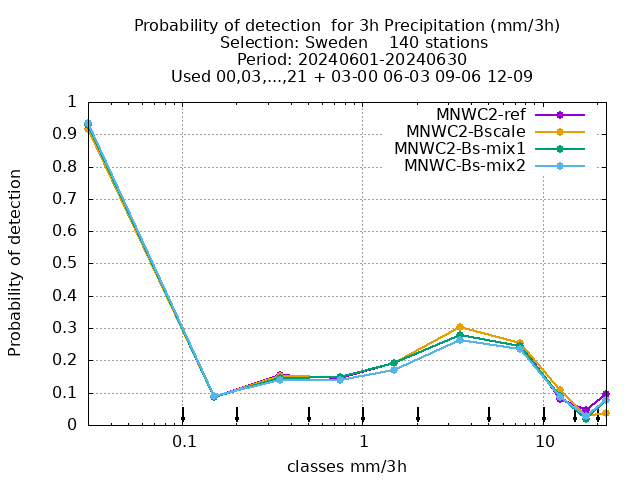 Probability of detection  for 3h Precipitation (mm/3h)
Selection: Sweden    140 stations
Period: 20240601-20240630
Used 00,03,...,21 + 03-00 06-03 09-06 12-09
MNWC2-ref
MNWC2-Bscale
MNWC2-Bs-mix1
MNWC-Bs-mix2
Probability of detection
1
0.9
0.8
0.7
0.6
0.5
0.4
0.3
0.2
0.1
0
0.1 1 10
classes mm/3h